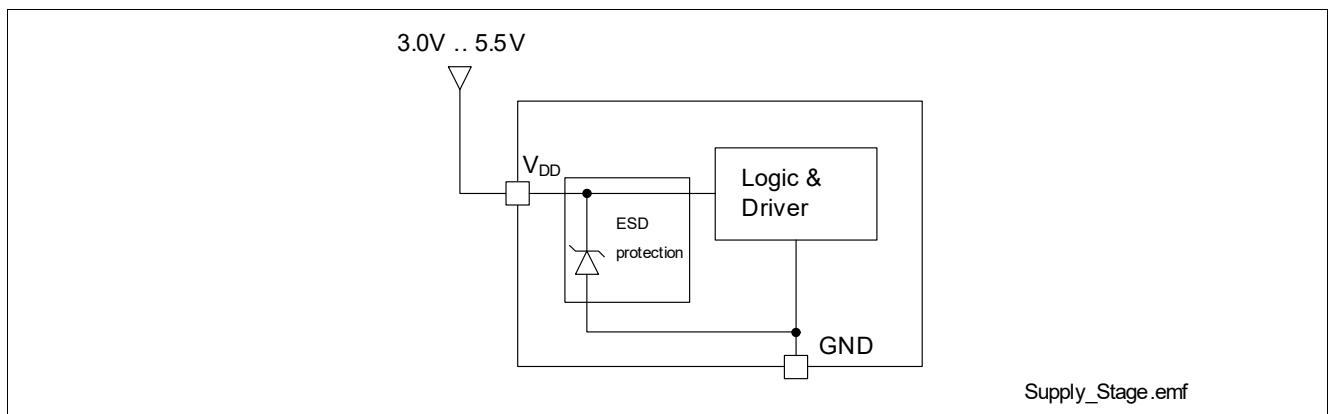 3.0V .. 5.5V
VDD
Logic &
Driver
ESD
protection
GND
Supply_Stage.emf